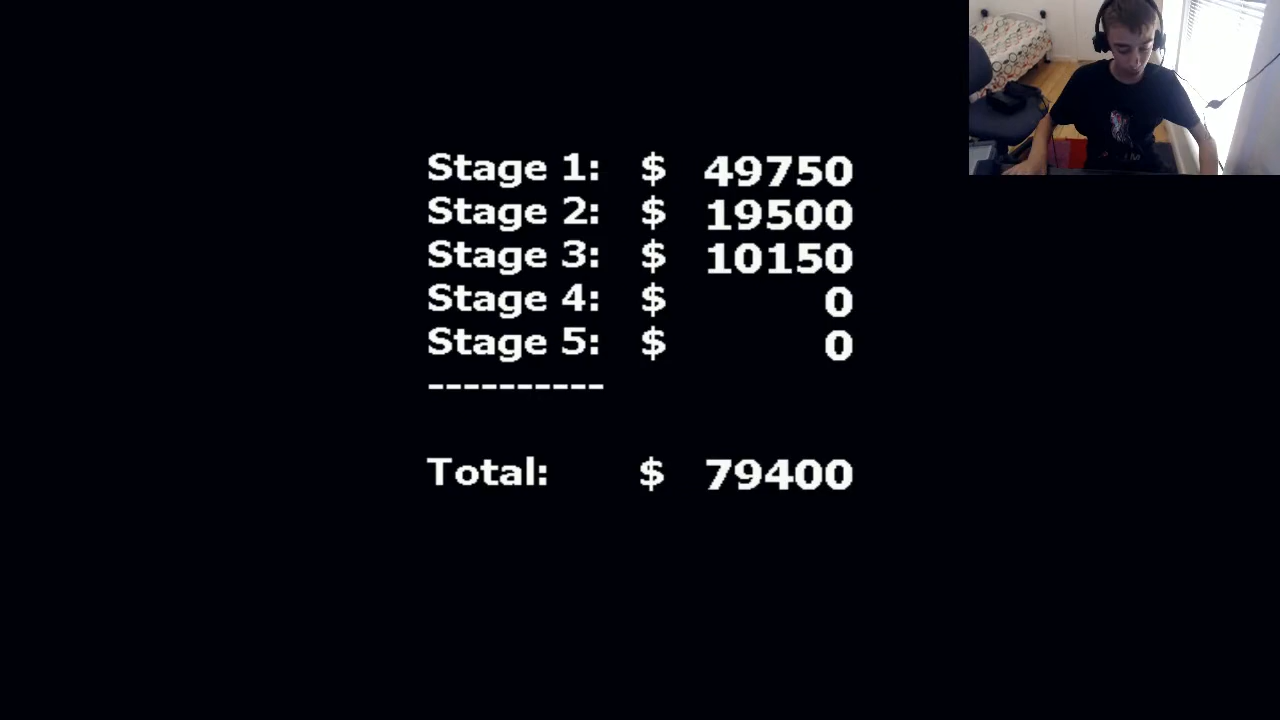 Stage 1: $ 49750
Stage 2: $ 19500
Stage 3: $ 10150
Stage 4: $ 0
Stage 5: $ 0
----------
Total: $ 79400